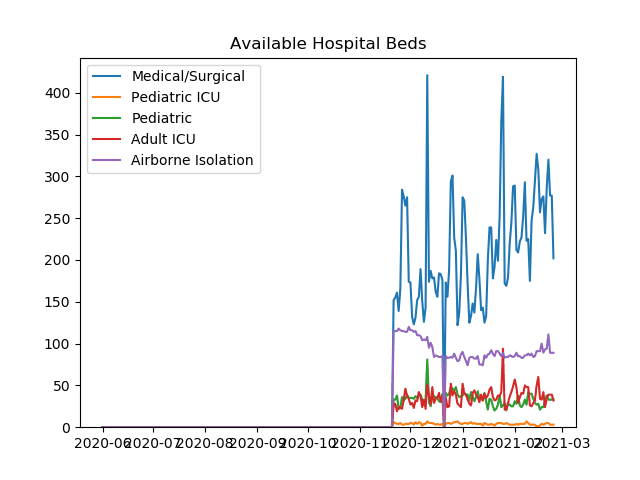 Available Hospital Beds
Medical/Surgical
Pediatric ICU
Pediatric
Adult ICU
Airborne Isolation
400
350
300
250
200
150
100
50
0
2020-06 2020-07 2020-08 2020-09 2020-10 2020-11 2020-12 2021-01 2021-02 2021-03